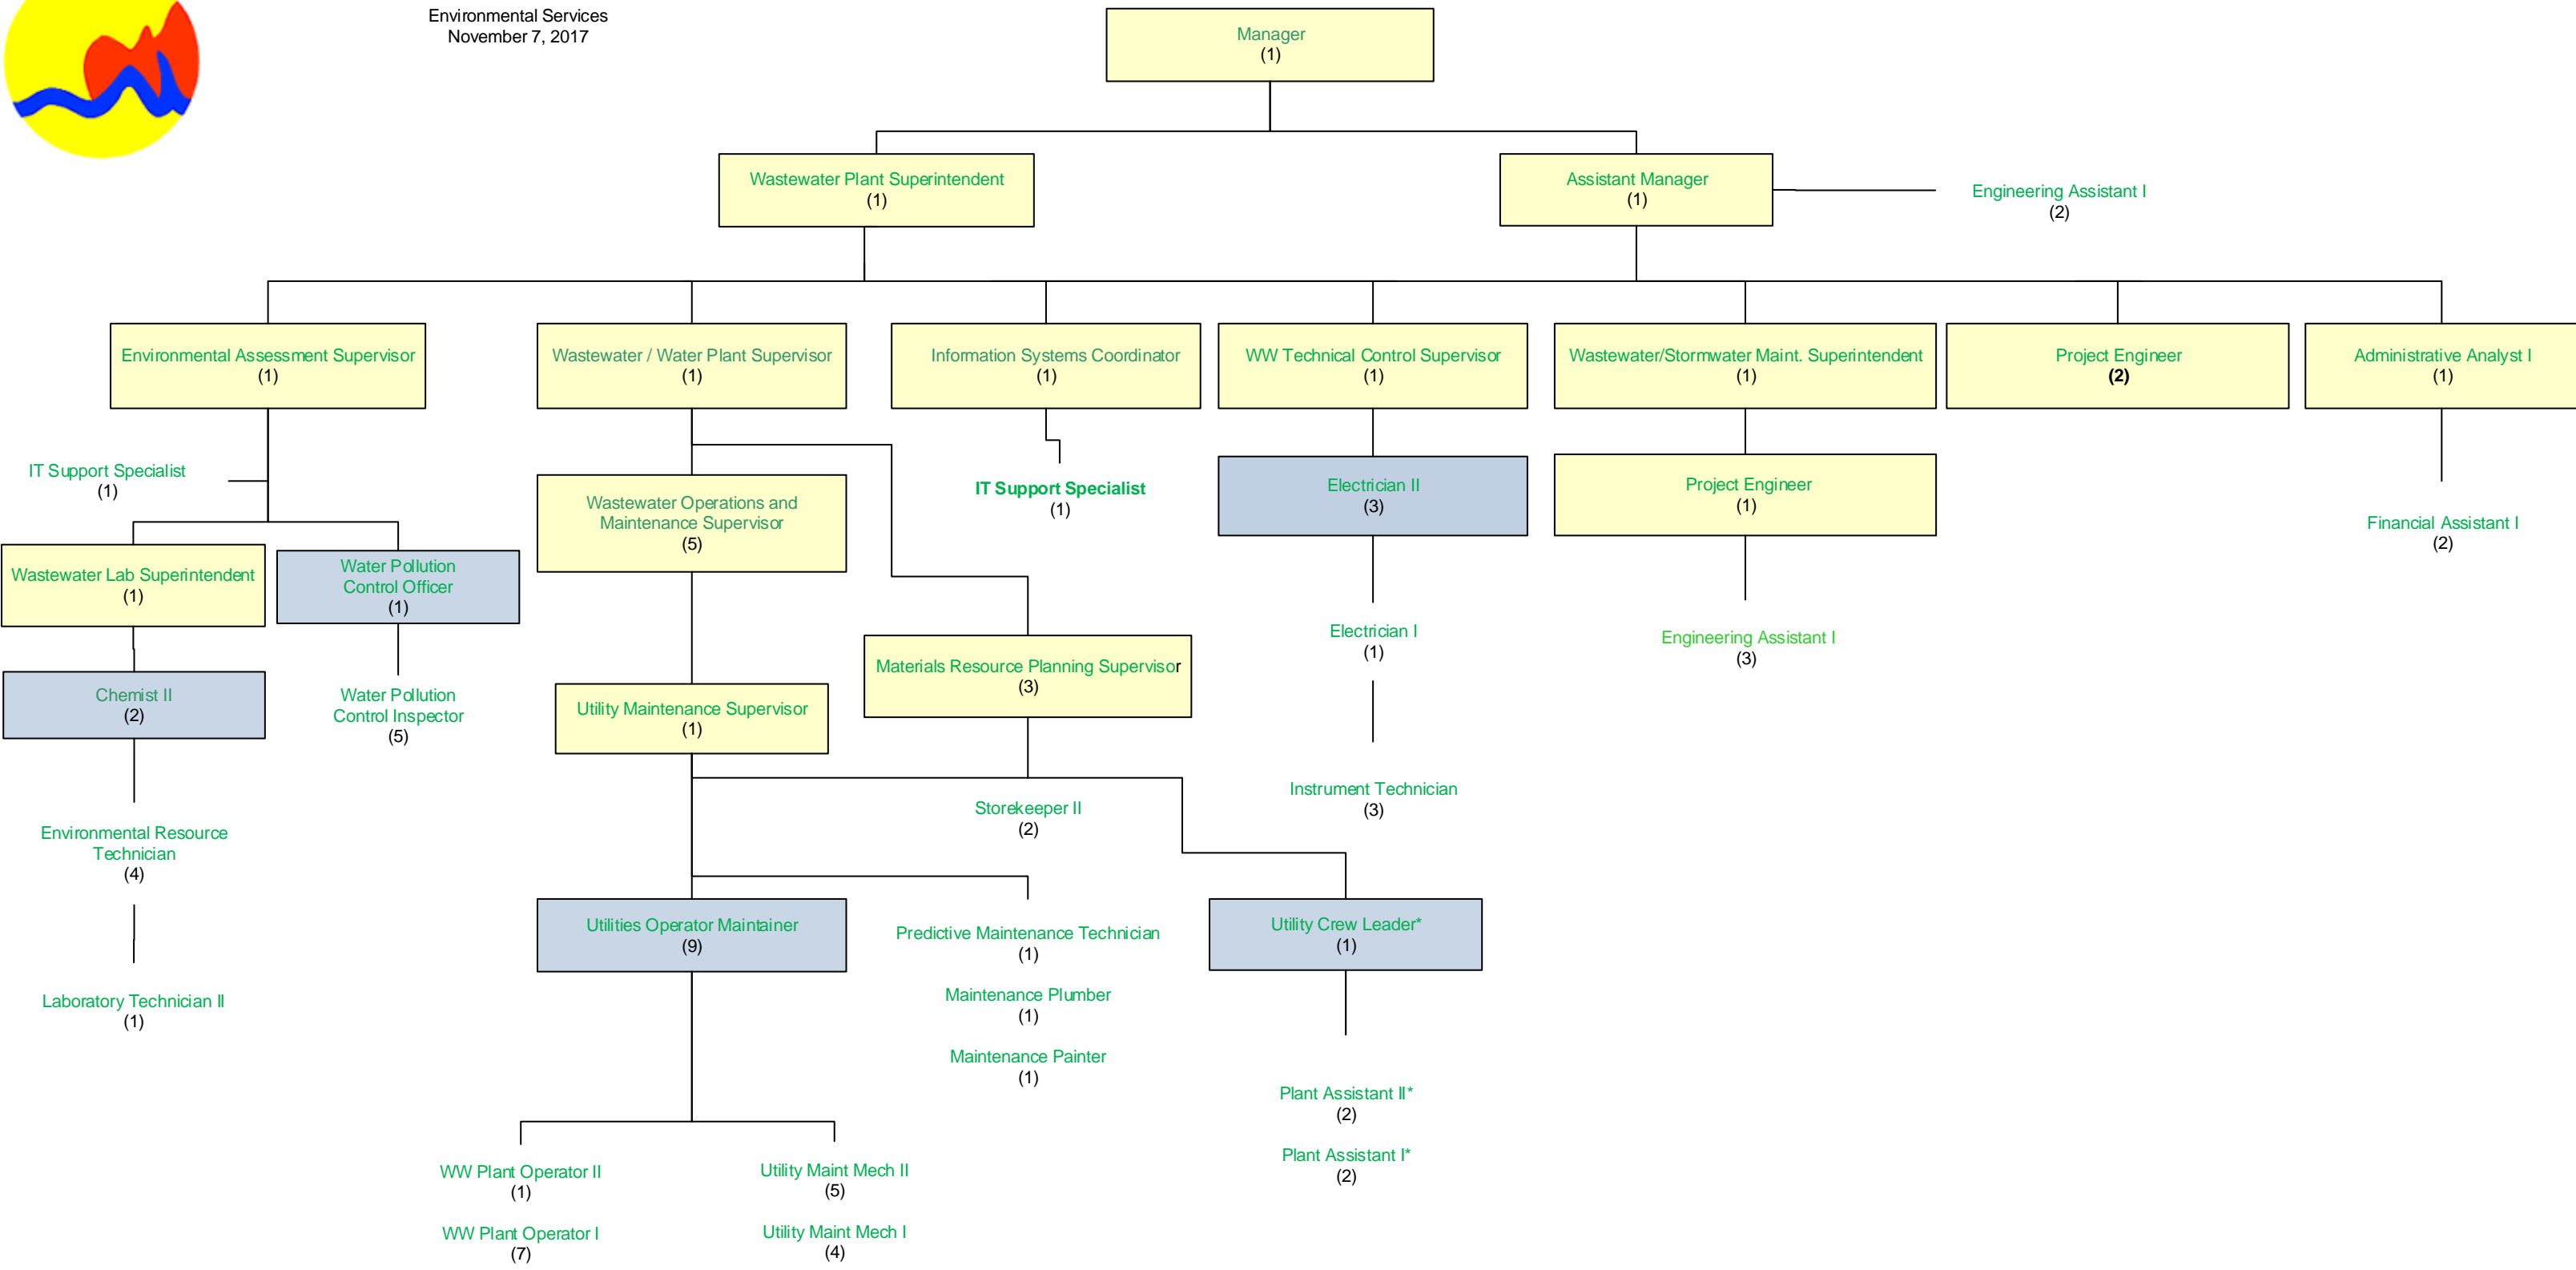 Environmental Services
November 7, 2017
Manager
(1)
Wastewater Plant Superintendent
(1)
Assistant Manager
(1)
Engineering Assistant I
(2)
Environmental Assessment Supervisor
(1)
Wastewater / Water Plant Supervisor
(1)
Information Systems Coordinator
(1)
WW Technical Control Supervisor
(1)
Wastewater/Stormwater Maint. Superintendent
(1)
Project Engineer
(2)
Administrative Analyst I
(1)
IT Support Specialist
(1)
Wastewater Operations and
Maintenance Supervisor
(5)
IT Support Specialist
(1)
Electrician II
(3)
Project Engineer
(1)
Financial Assistant I
(2)
Wastewater Lab Superintendent
(1)
Water Pollution
Control Officer
(1)
Electrician I
(1)
Engineering Assistant I
(3)
Materials Resource Planning Supervisor
(3)
Chemist II
(2)
Water Pollution
Control Inspector
(5)
Utility Maintenance Supervisor
(1)
Storekeeper II
(2)
Instrument Technician
(3)
Environmental Resource
Technician
(4)
Utilities Operator Maintainer
(9)
Predictive Maintenance Technician
(1)
Maintenance Plumber
(1)
Maintenance Painter
(1)
Utility Crew Leader*
(1)
Laboratory Technician II
(1)
Plant Assistant II*
(2)
Plant Assistant I*
(2)
WW Plant Operator II
(1)
WW Plant Operator I
(7)
Utility Maint Mech II
(5)
Utility Maint Mech I
(4)